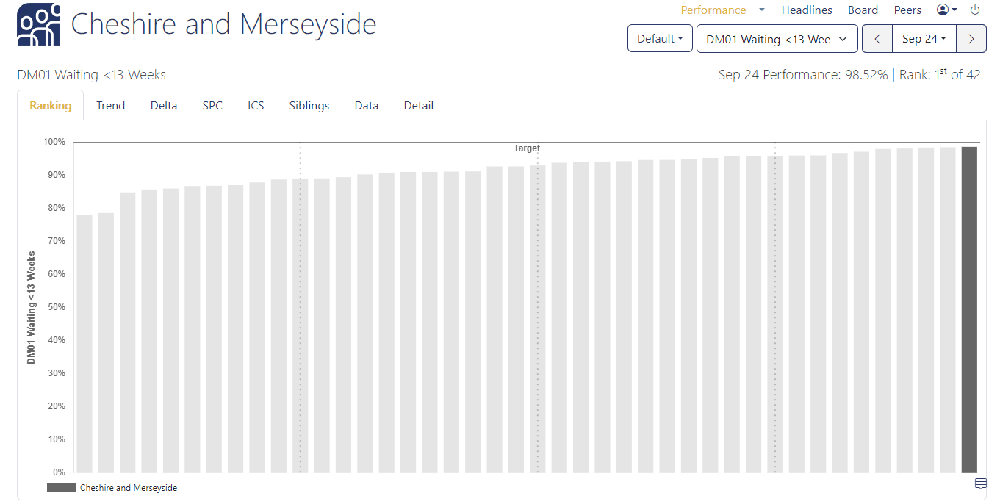 Cheshire and Merseyside
Performance Headlines Board Peers
Default DM01 Waiting <13 Wee Sep 24
DM01 Waiting <13 Weeks
Sep 24 Performance: 98.52% | Rank: 1st of 42
Ranking Trend Delta SPC ICS Siblings Data Detail
100%
Target
90%
80%
70%
60%
50%
40%
30%
20%
10%
0%
DM01 Waiting <13 Weeks
Cheshire and Merseyside